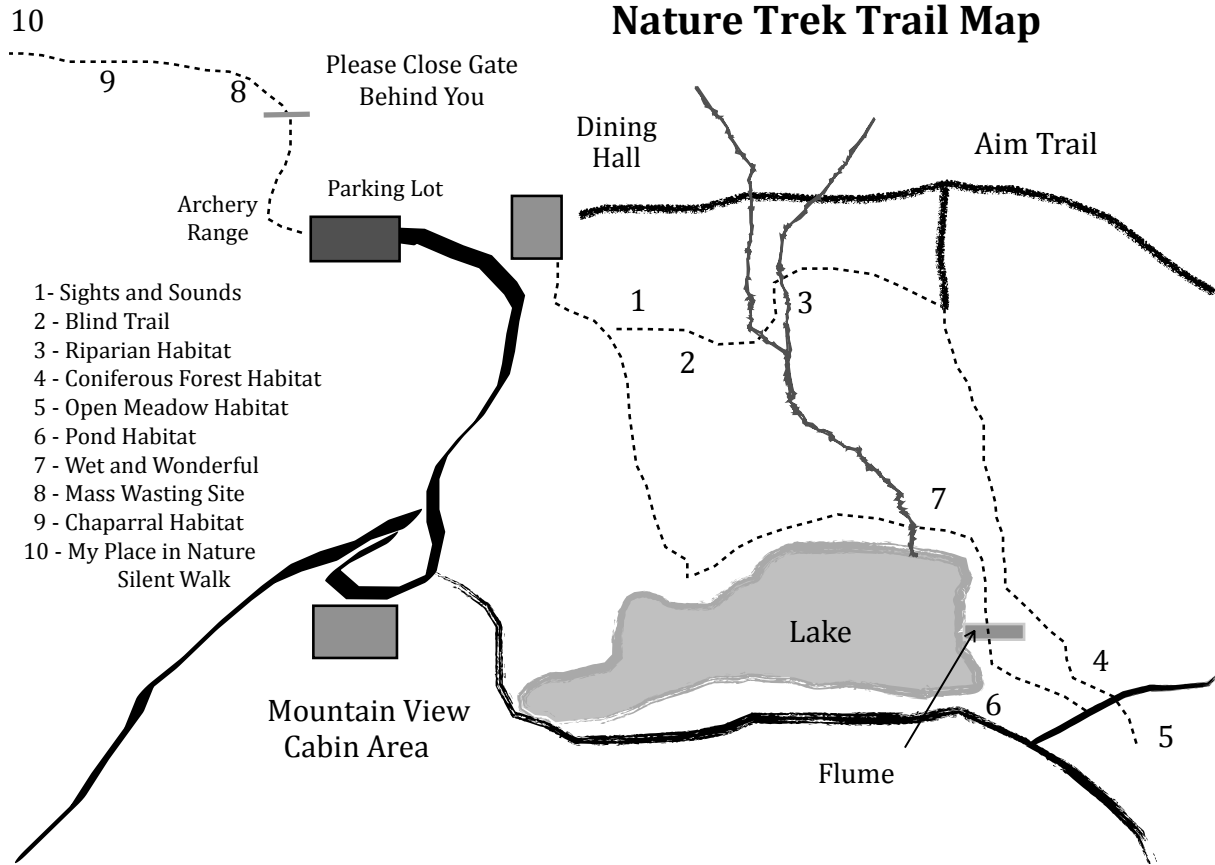 Nature Trek Trail Map
10
9
8
Please Close Gate
Behind You
Dining
Hall
Aim Trail
Parking Lot
Archery
Range
1- Sights and Sounds
2 - Blind Trail
3 - Riparian Habitat
4 - Coniferous Forest Habitat
5 - Open Meadow Habitat
6 - Pond Habitat
7 - Wet and Wonderful
8 - Mass Wasting Site
9 - Chaparral Habitat
10 - My Place in Nature
Silent Walk
1
2
3
7
Lake
4
6
5
Mountain View
Cabin Area
Flume